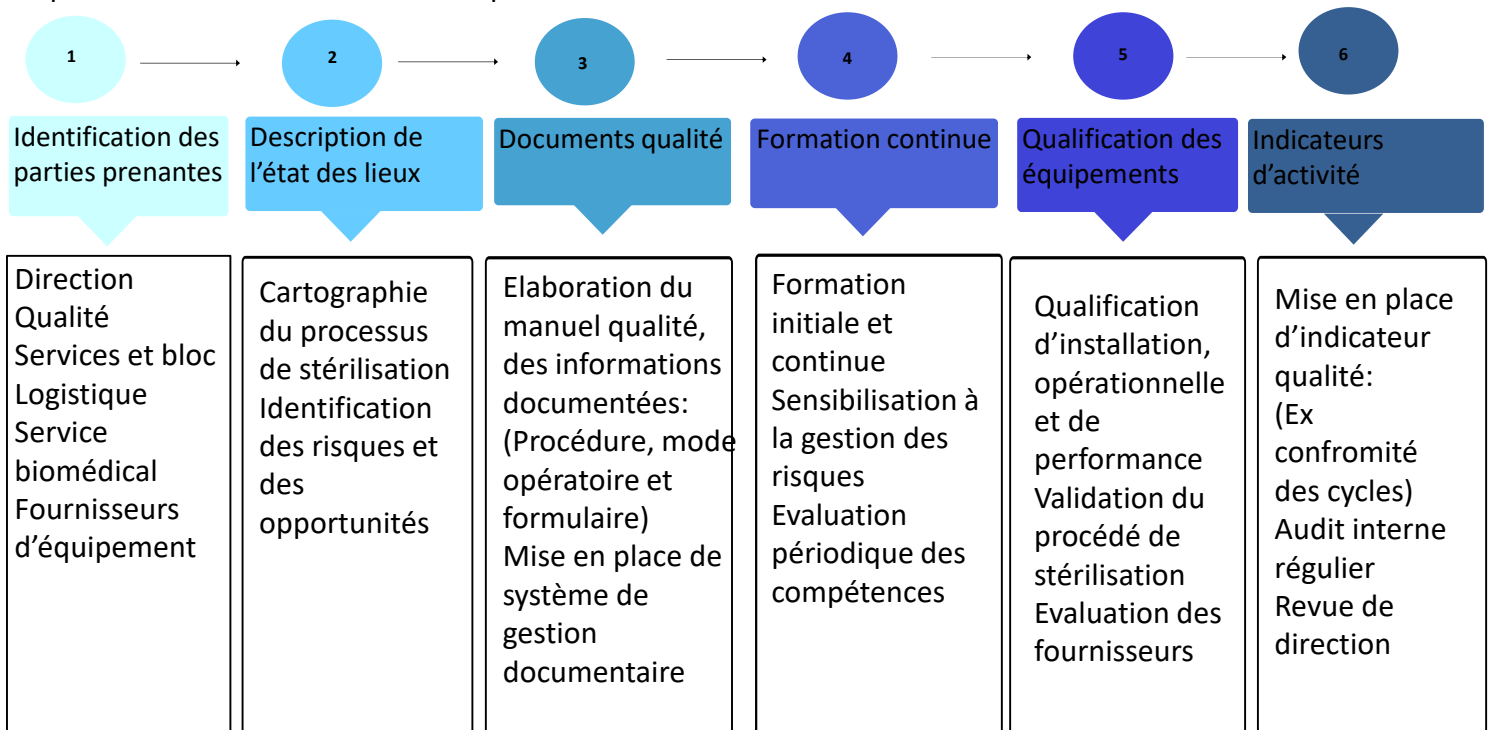 1
2
3
4
5
6
Identification des
parties prenantes
Description de
l’état des lieux
Documents qualité
Formation continue
Qualification des
équipements
Indicateurs
d’activité
Direction
Qualité
Services et bloc
Logistique
Service
biomédical
Fournisseurs
d’équipement
Cartographie
du processus
de stérilisation
Identification
des risques et
des
opportunités
Elaboration du
manuel qualité,
des informations
documentées:
(Procédure, mode
opératoire et
formulaire)
Mise en place de
système de
gestion
documentaire
Formation
initiale et
continue
Sensibilisation à
la gestion des
risques
Evaluation
périodique des
compétences
Qualification
d’installation,
opérationnelle
et de
performance
Validation du
procédé de
stérilisation
Evaluation des
fournisseurs
Mise en place
d’indicateur
qualité:
(Ex
confromité
des cycles)
Audit interne
régulier
Revue de
direction